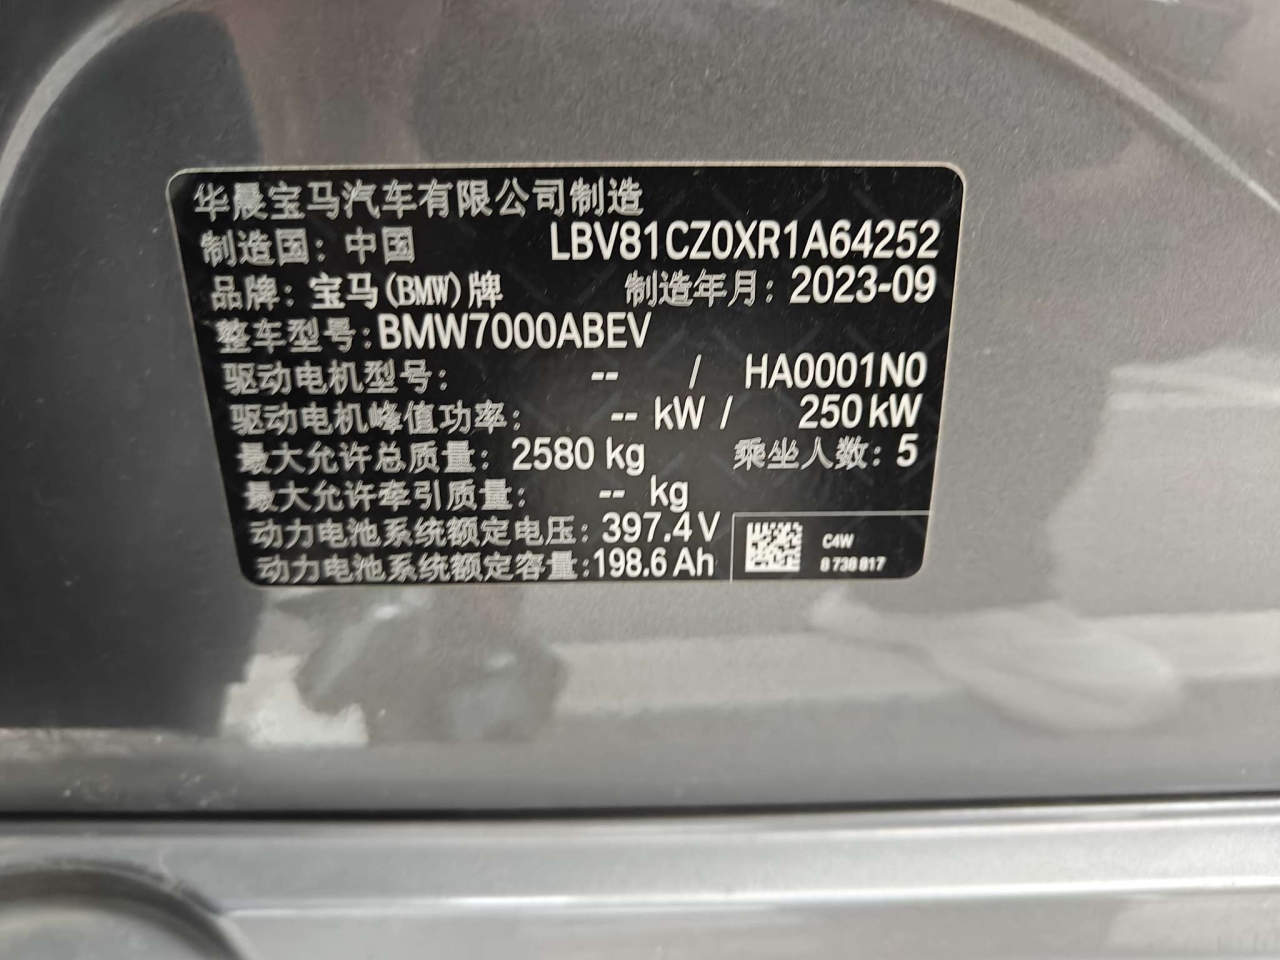 华晨宝马汽车有限公司制造
制造国：中国 LBV81CZ0XR1A64252
品牌：宝马(BMW)牌 制造年月：2023-09
整车型号：BMW7000ABEV
驱动电机型号： -- / HA0001N0
驱动电机峰值功率： -- kW / 250 kW
最大允许总质量：2580 kg 乘坐人数：5
最大允许牵引质量： -- kg
动力电池系统额定电压：397.4 V
动力电池系统额定容量：198.6 Ah
C4W
8 738 817